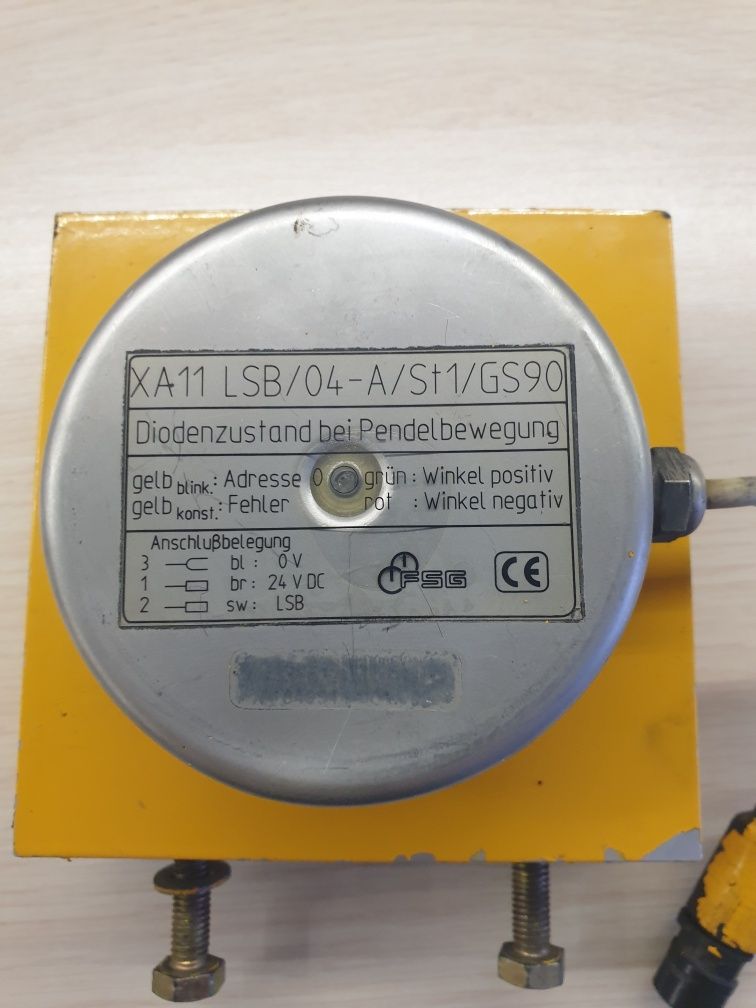 XA11 LSB/04-A/St1/GS90
Diodenzustand bei Pendelbewegung
gelb blink.: Adresse 0 grün : Winkel positiv
gelb konst.: Fehler rot : Winkel negativ
Anschlußbelegung
3 bl : 0 V
1 br : 24 V DC
2 sw : LSB
FSG CE